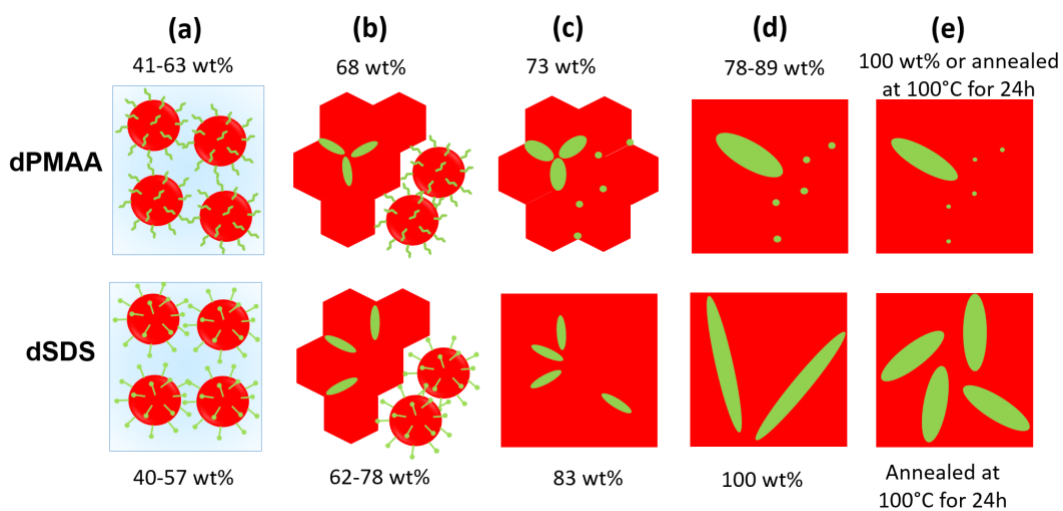 (a) (b) (c) (d) (e)
41-63 wt% 68 wt% 73 wt% 78-89 wt% 100 wt% or annealed
at 100°C for 24h
dPMAA
dSDS
40-57 wt% 62-78 wt% 83 wt% 100 wt% Annealed at
100°C for 24h